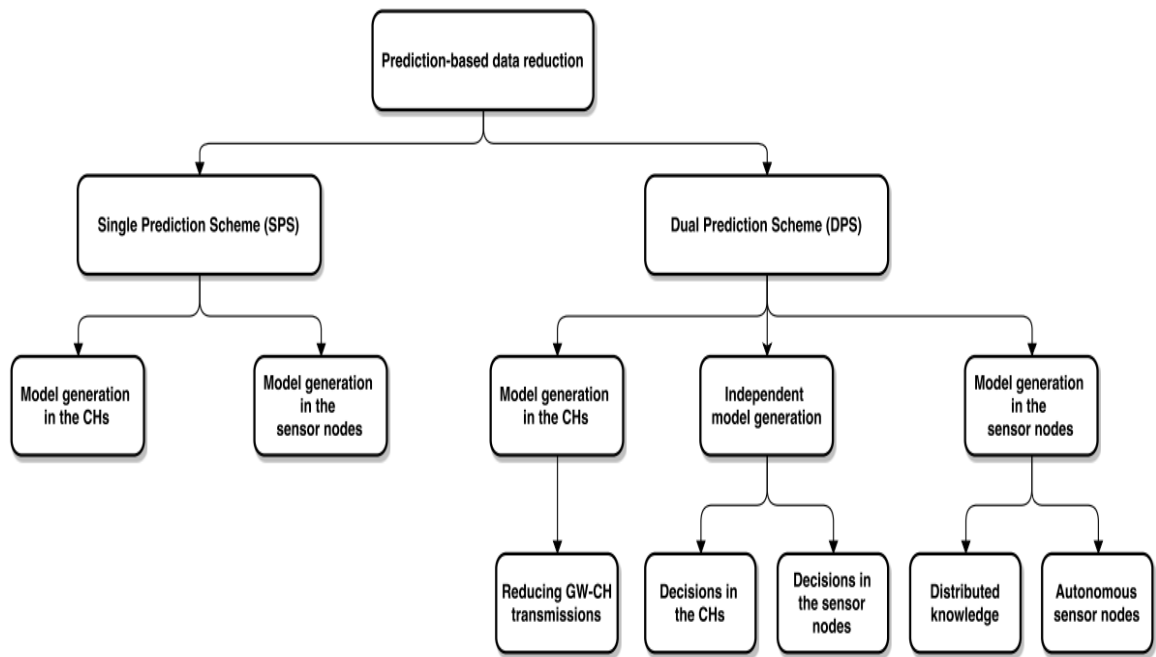 Prediction-based data reduction
Single Prediction Scheme (SPS)
Dual Prediction Scheme (DPS)
Model generation
in the CHs
Model generation
in the
sensor nodes
Model generation
in the CHs
Independent
model generation
Model generation
in the
sensor nodes
Reducing GW-CH
transmissions
Decisions in
the CHs
Decisions in
the sensor
nodes
Distributed
knowledge
Autonomous
sensor nodes